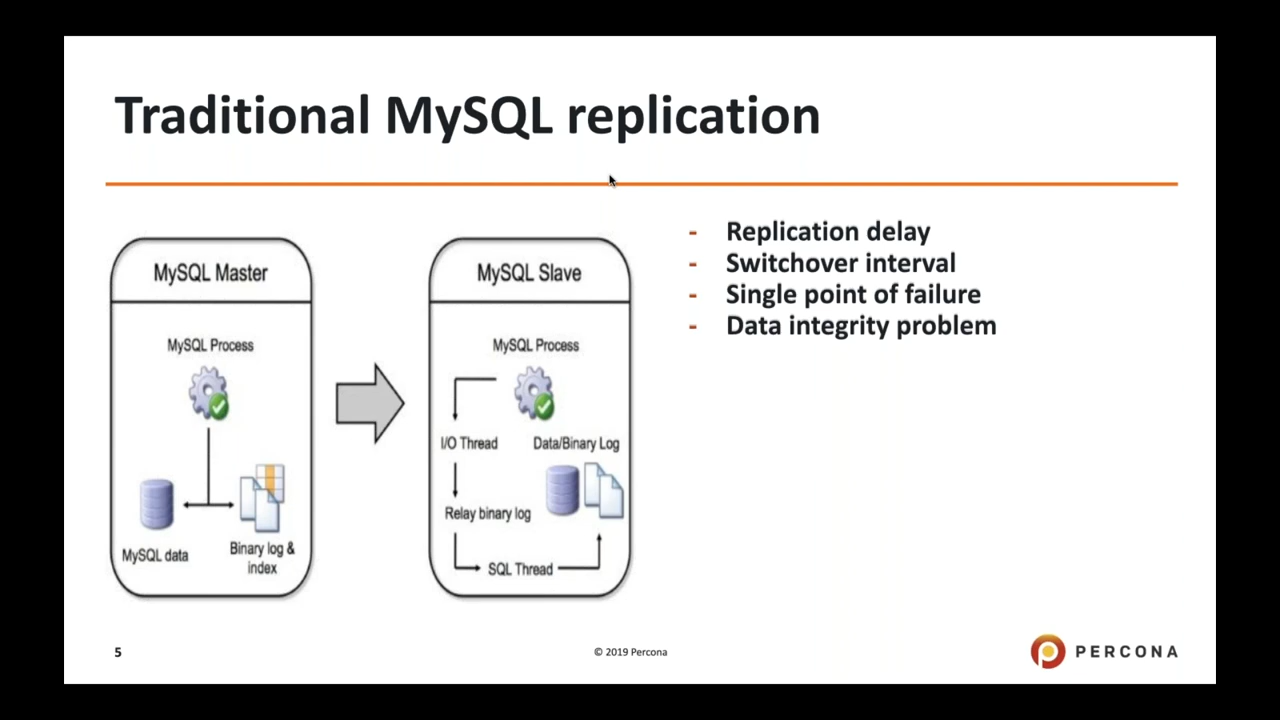 Traditional MySQL replication
MySQL Master
MySQL Process
MySQL data
Binary log &
index
MySQL Slave
MySQL Process
I/O Thread
Data/Binary Log
Relay binary log
SQL Thread
- Replication delay
- Switchover interval
- Single point of failure
- Data integrity problem
5
© 2019 Percona
PERCONA